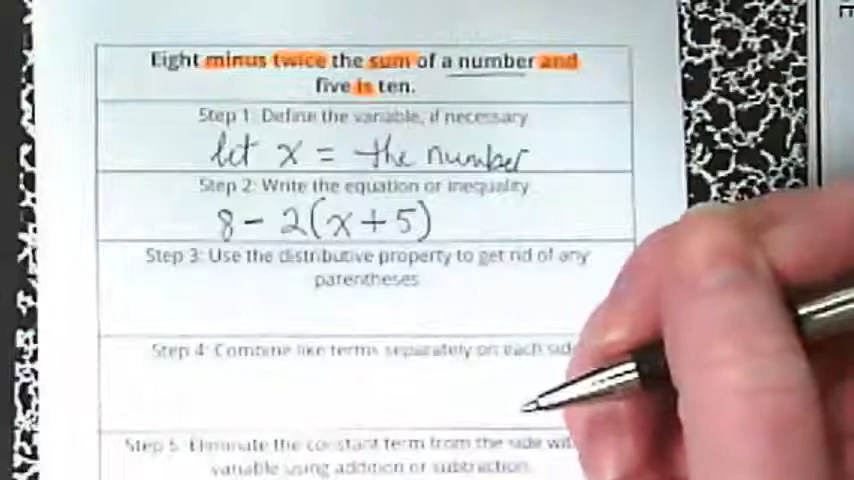 Eight minus twice the sum of a number and
five is ten.
Step 1: Define the variable, if necessary
let x = the number
Step 2: Write the equation or inequality
8 - 2(x + 5)
Step 3: Use the distributive property to get rid of any
parentheses
Step 4: Combine like terms separately on each sid
Step 5: Eliminate the constant term from the side wit
variable using addition or subtraction.